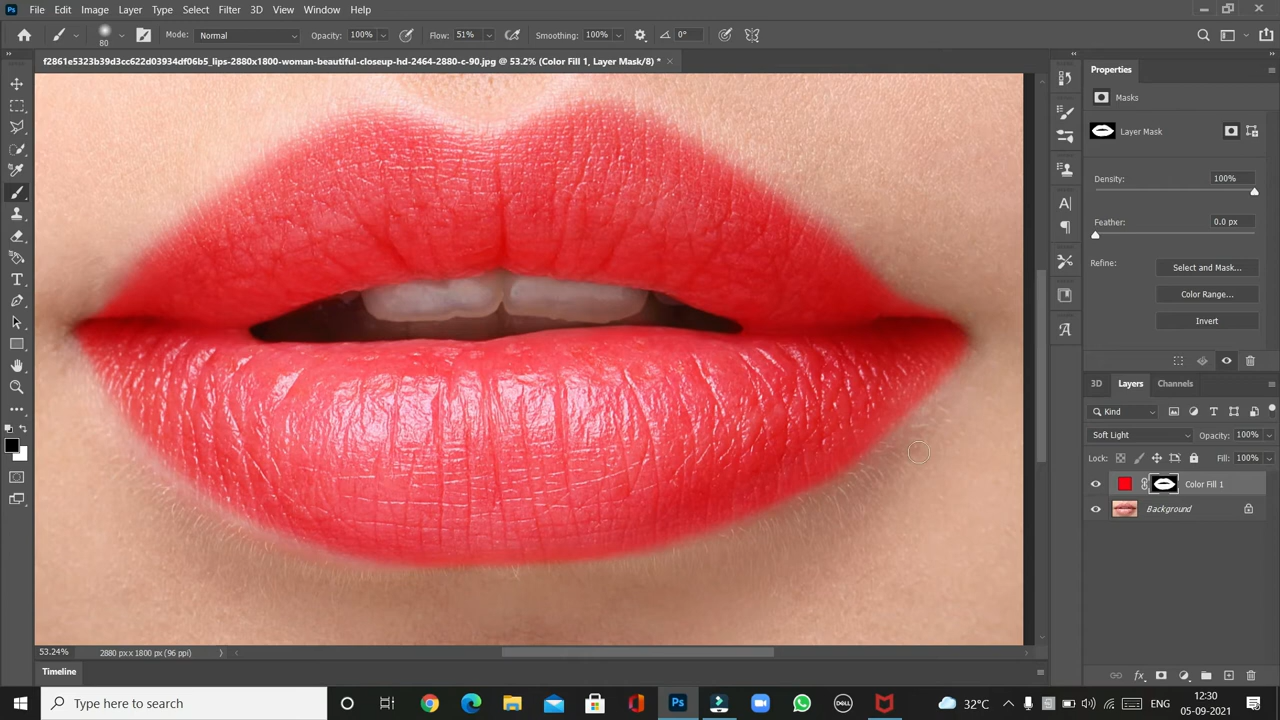 Ps File Edit Image Layer Type Select Filter 3D View Window Help
80 Mode: Normal Opacity: 100% Flow: 51% Smoothing: 100% 0°
f2861e5323b39d3cc622d03934df06b5_lips-2880x1800-woman-beautiful-closeup-hd-2464-2880-c-90.jpg @ 53.2% (Color Fill 1, Layer Mask/8) *
Properties
Masks
Layer Mask
Density: 100%
Feather: 0.0 px
Refine: Select and Mask...
Color Range...
Invert
3D Layers Channels
Kind
Soft Light Opacity: 100%
Lock: Fill: 100%
Color Fill 1
Background
53.24% 2880 px x 1800 px (96 ppi)
Timeline
Type here to search
Ps
DELL
32°C
ENG
12:30
05-09-2021